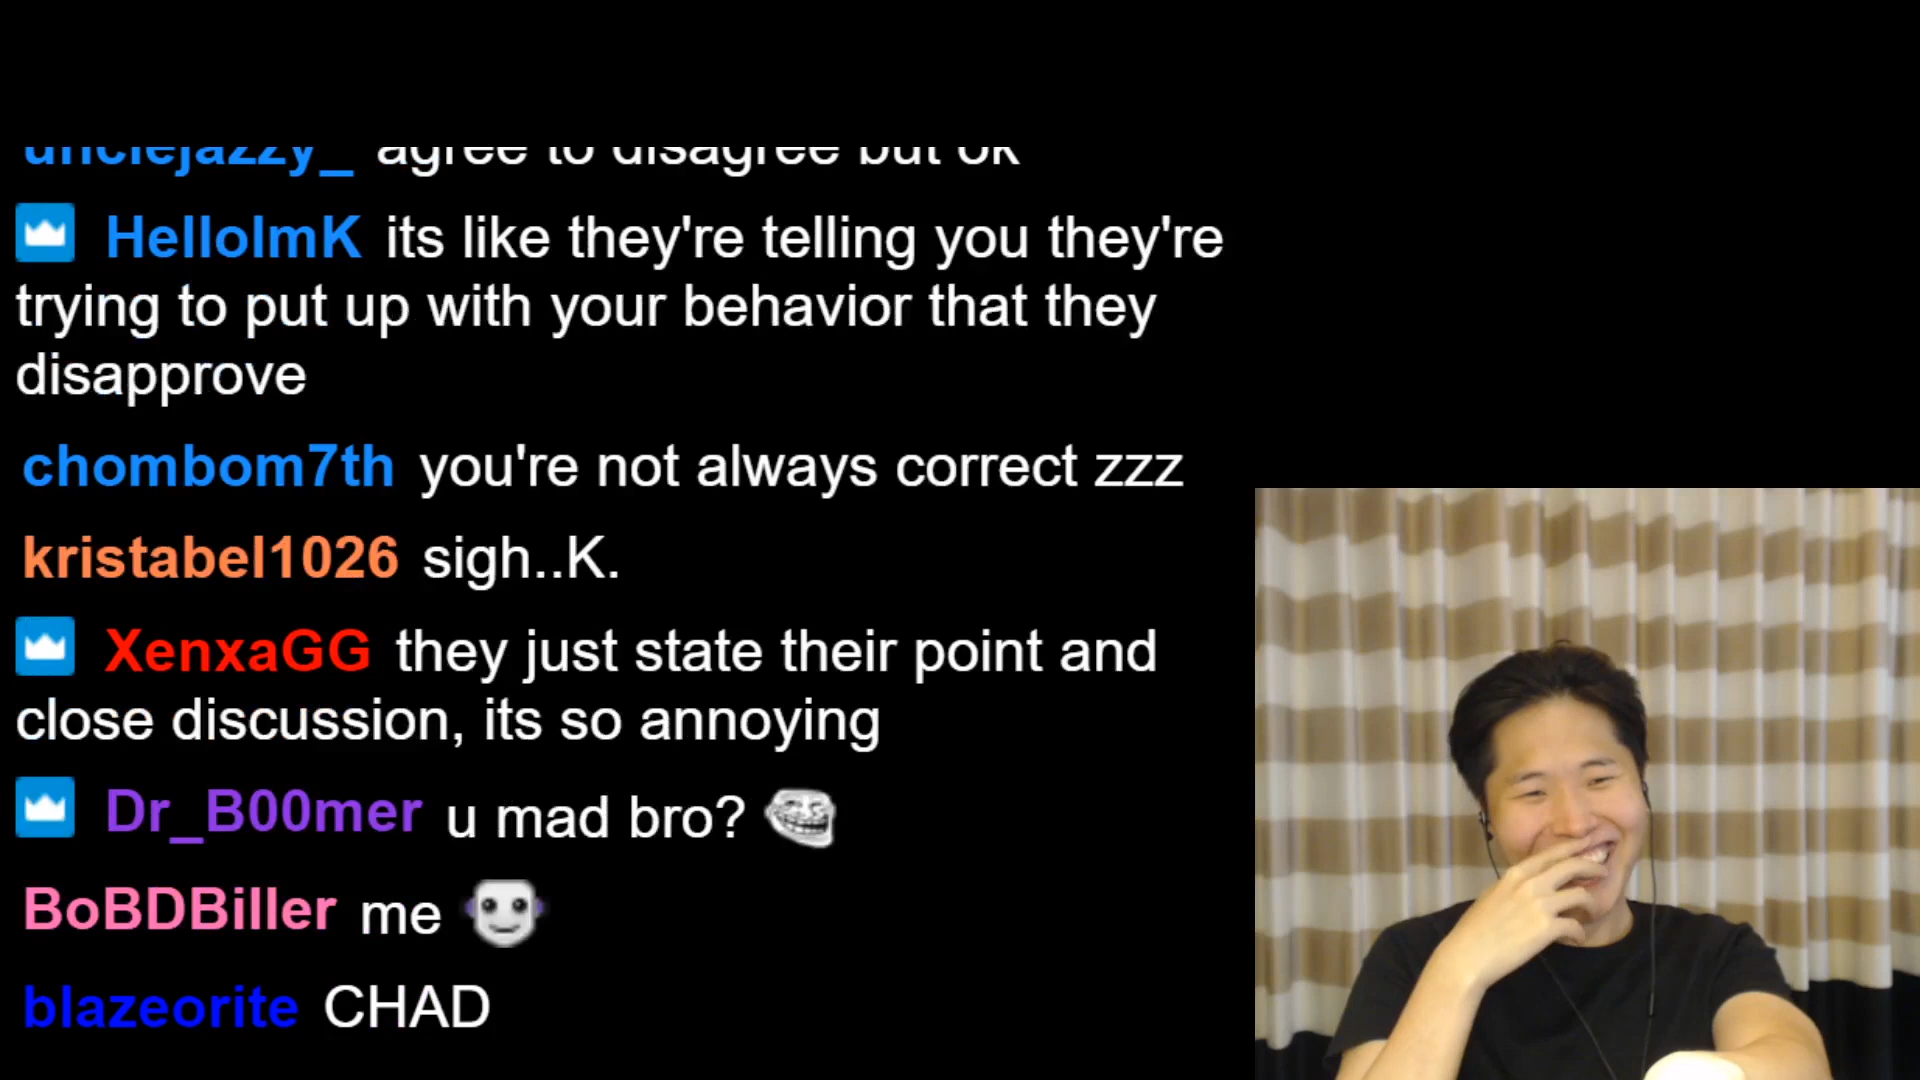 unclejazzy_ agree to disagree but ok
HelloImK its like they're telling you they're
trying to put up with your behavior that they
disapprove
chombom7th you're not always correct zzz
kristabel1026 sigh..K.
XenxaGG they just state their point and
close discussion, its so annoying
Dr_B00mer u mad bro?
BoBDBiller me
blazeorite CHAD